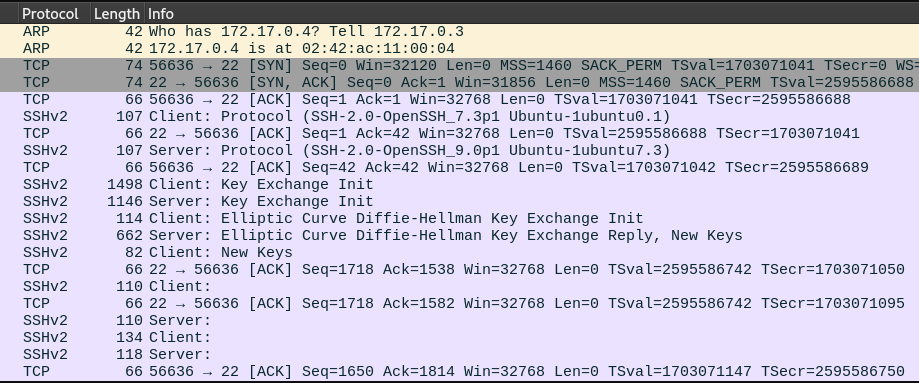 Protocol Length Info
ARP 42 Who has 172.17.0.4? Tell 172.17.0.3
ARP 42 172.17.0.4 is at 02:42:ac:11:00:04
TCP 74 56636 → 22 [SYN] Seq=0 Win=32120 Len=0 MSS=1460 SACK_PERM TSval=1703071041 TSecr=0 WS=
TCP 74 22 → 56636 [SYN, ACK] Seq=0 Ack=1 Win=31856 Len=0 MSS=1460 SACK_PERM TSval=2595586688
TCP 66 56636 → 22 [ACK] Seq=1 Ack=1 Win=32768 Len=0 TSval=1703071041 TSecr=2595586688
SSHv2 107 Client: Protocol (SSH-2.0-OpenSSH_7.3p1 Ubuntu-1ubuntu0.1)
TCP 66 22 → 56636 [ACK] Seq=1 Ack=42 Win=32768 Len=0 TSval=2595586688 TSecr=1703071041
SSHv2 107 Server: Protocol (SSH-2.0-OpenSSH_9.0p1 Ubuntu-1ubuntu7.3)
TCP 66 56636 → 22 [ACK] Seq=42 Ack=42 Win=32768 Len=0 TSval=1703071042 TSecr=2595586689
SSHv2 1498 Client: Key Exchange Init
SSHv2 1146 Server: Key Exchange Init
SSHv2 114 Client: Elliptic Curve Diffie-Hellman Key Exchange Init
SSHv2 662 Server: Elliptic Curve Diffie-Hellman Key Exchange Reply, New Keys
SSHv2 82 Client: New Keys
TCP 66 22 → 56636 [ACK] Seq=1718 Ack=1538 Win=32768 Len=0 TSval=2595586742 TSecr=1703071050
SSHv2 110 Client:
TCP 66 22 → 56636 [ACK] Seq=1718 Ack=1582 Win=32768 Len=0 TSval=2595586742 TSecr=1703071095
SSHv2 110 Server:
SSHv2 134 Client:
SSHv2 118 Server:
TCP 66 56636 → 22 [ACK] Seq=1650 Ack=1814 Win=32768 Len=0 TSval=1703071147 TSecr=2595586750